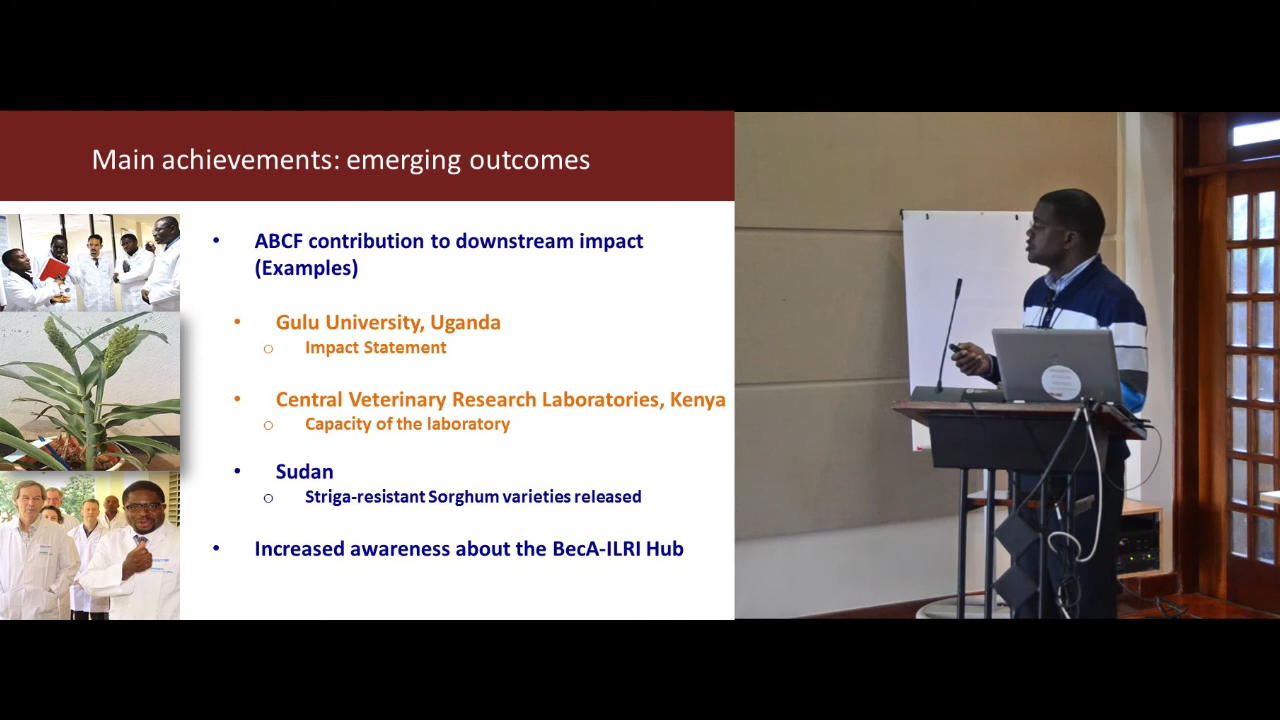 Main achievements: emerging outcomes
• ABCF contribution to downstream impact
(Examples)
• Gulu University, Uganda
o Impact Statement
• Central Veterinary Research Laboratories, Kenya
o Capacity of the laboratory
• Sudan
o Striga-resistant Sorghum varieties released
• Increased awareness about the BecA-ILRI Hub